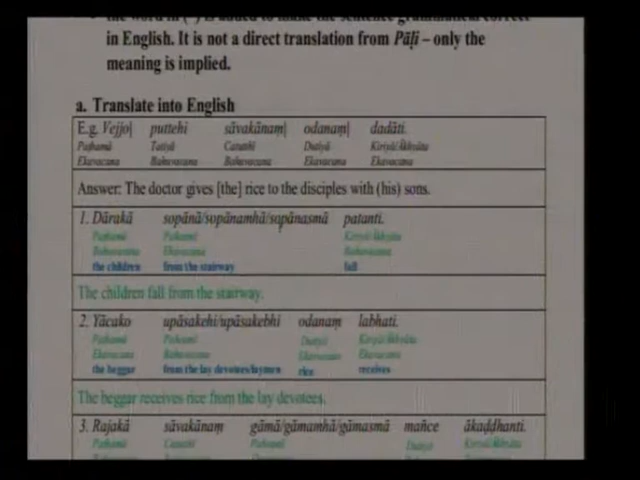 the word in ( ) is added to make the sentence grammatical correct
in English. It is not a direct translation from Pāḷi – only the
meaning is implied.
a. Translate into English
E.g. Vejjo| puttehi sāvakānaṃ| odanaṃ| dadāti.
Paṭhamā Tatiyā Catutthī Dutiyā Kiriyā/Ākhyāta
Ekavacana Bahuvacana Bahuvacana Ekavacana Ekavacana
Answer: The doctor gives [the] rice to the disciples with (his) sons.
1. Dārakā sopānā/sopānamhā/sopānasmā patanti.
Paṭhamā Pañcamī Kiriyā/Ākhyāta
Bahuvacana Ekavacana Bahuvacana
the children from the stairway fall
The children fall from the stairway.
2. Yācako upāsakehi/upāsakebhi odanaṃ labhati.
Paṭhamā Pañcamī Dutiyā Kiriyā/Ākhyāta
Ekavacana Bahuvacana Ekavacana Ekavacana
the beggar from the lay devotees/laymen rice receives
The beggar receives rice from the lay devotees.
3. Rajakā sāvakānaṃ gāmā/gāmamhā/gāmasmā mañce ākaḍḍhanti.